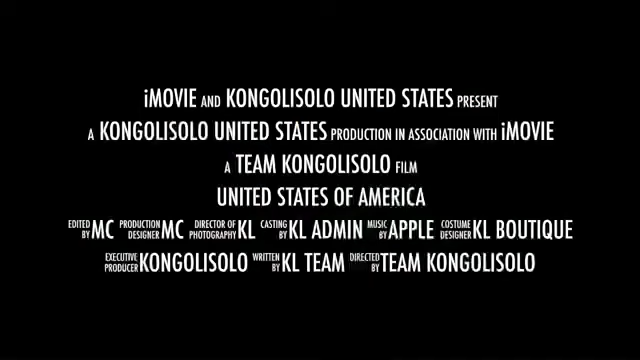 iMOVIE AND KONGOLISOLO UNITED STATES PRESENT
A KONGOLISOLO UNITED STATES PRODUCTION IN ASSOCIATION WITH iMOVIE
A TEAM KONGOLISOLO FILM
UNITED STATES OF AMERICA
EDITED BY MC PRODUCTION DESIGNER MC DIRECTOR OF PHOTOGRAPHY KL CASTING BY KL ADMIN MUSIC BY APPLE COSTUME DESIGNER KL BOUTIQUE
EXECUTIVE PRODUCER KONGOLISOLO WRITTEN BY KL TEAM DIRECTED BY TEAM KONGOLISOLO